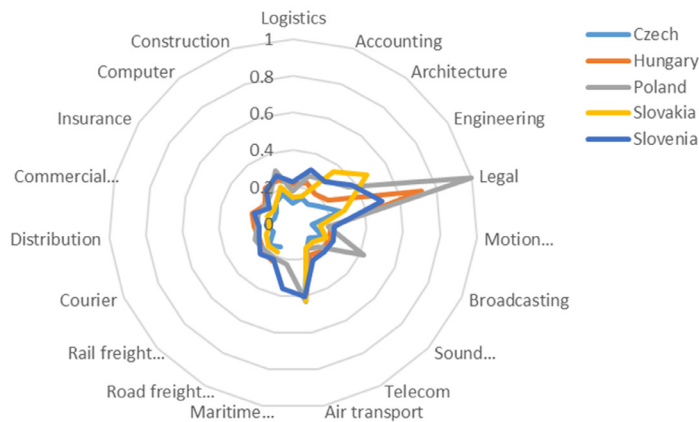 Logistics
Accounting
Architecture
Engineering
Legal
Motion...
Broadcasting
Sound...
Telecom
Air transport
Maritime...
Road freight...
Rail freight...
Courier
Distribution
Commercial...
Insurance
Computer
Construction
1
0.8
0.6
0.4
0.2
0
Czech
Hungary
Poland
Slovakia
Slovenia